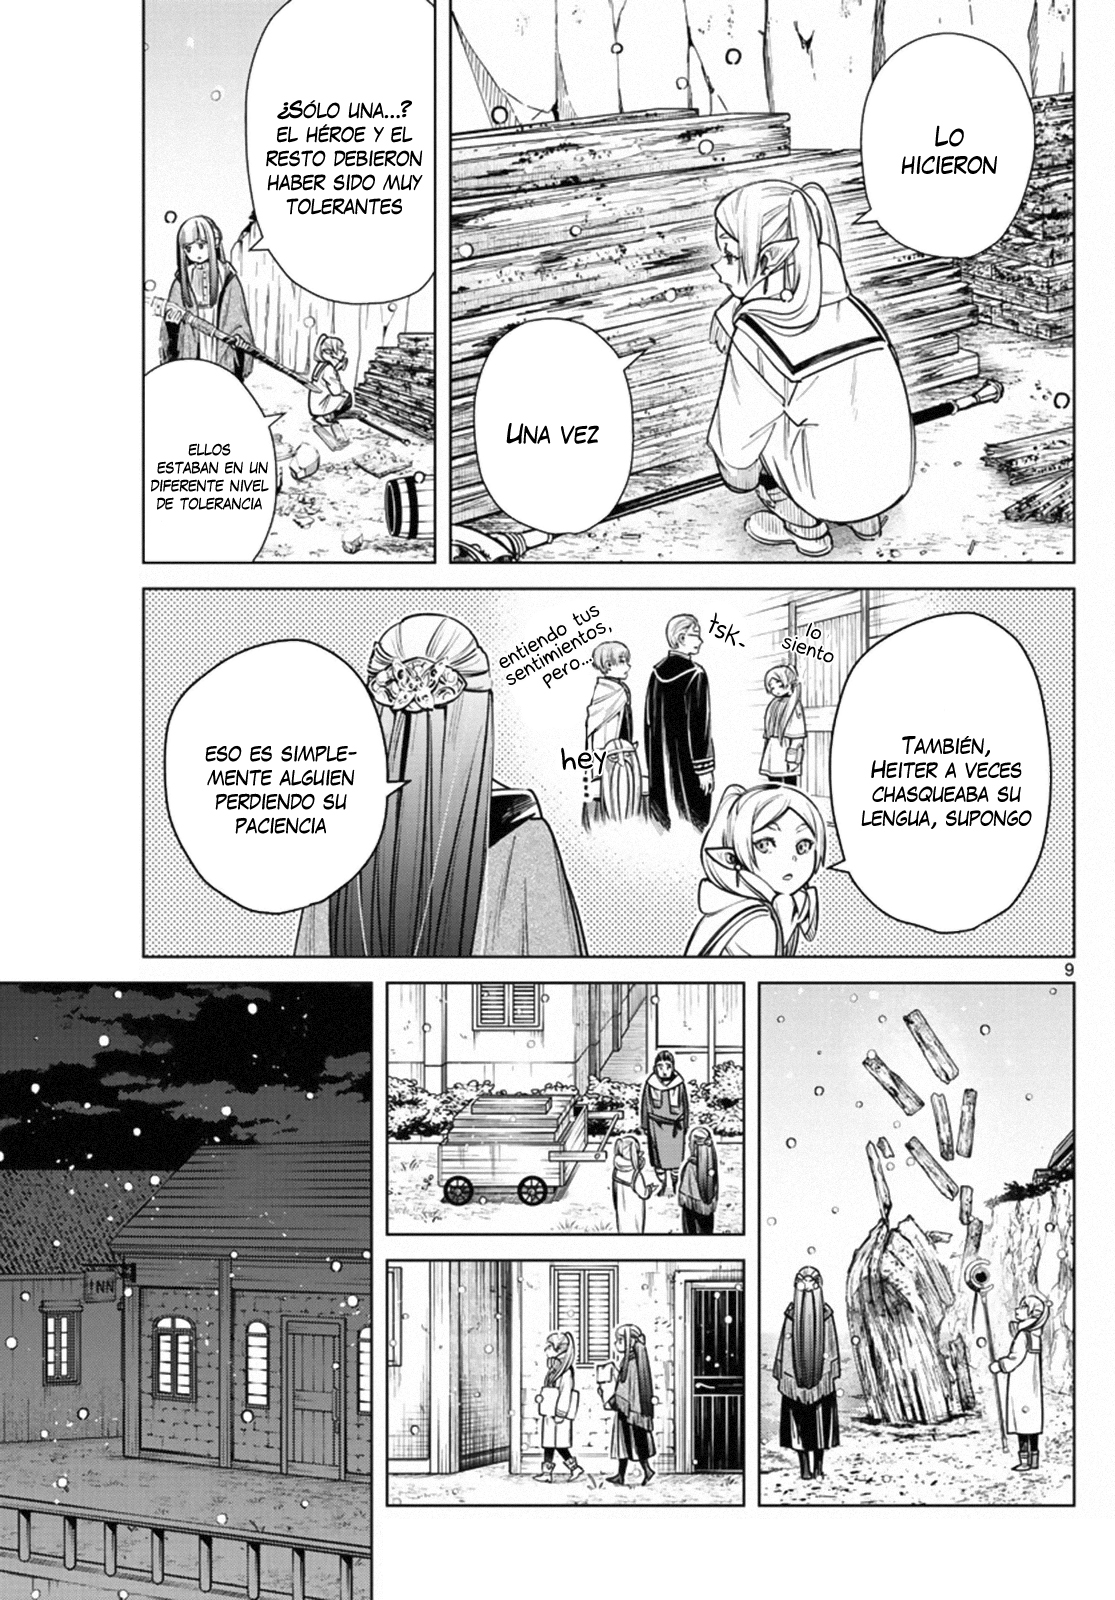 LO
HICIERON
UNA VEZ
¿SÓLO UNA...?
EL HÉROE Y EL
RESTO DEBIERON
HABER SIDO MUY
TOLERANTES
ELLOS
ESTABAN EN UN
DIFERENTE NIVEL
DE TOLERANCIA
TAMBIÉN,
HEITER A VECES
CHASQUEABA SU
LENGUA, SUPONGO
lo
siento
tsk-
entiendo tus
sentimientos,
pero...
hey
ESO ES SIMPLE-
MENTE ALGUIEN
PERDIENDO SU
PACIENCIA
9
INN